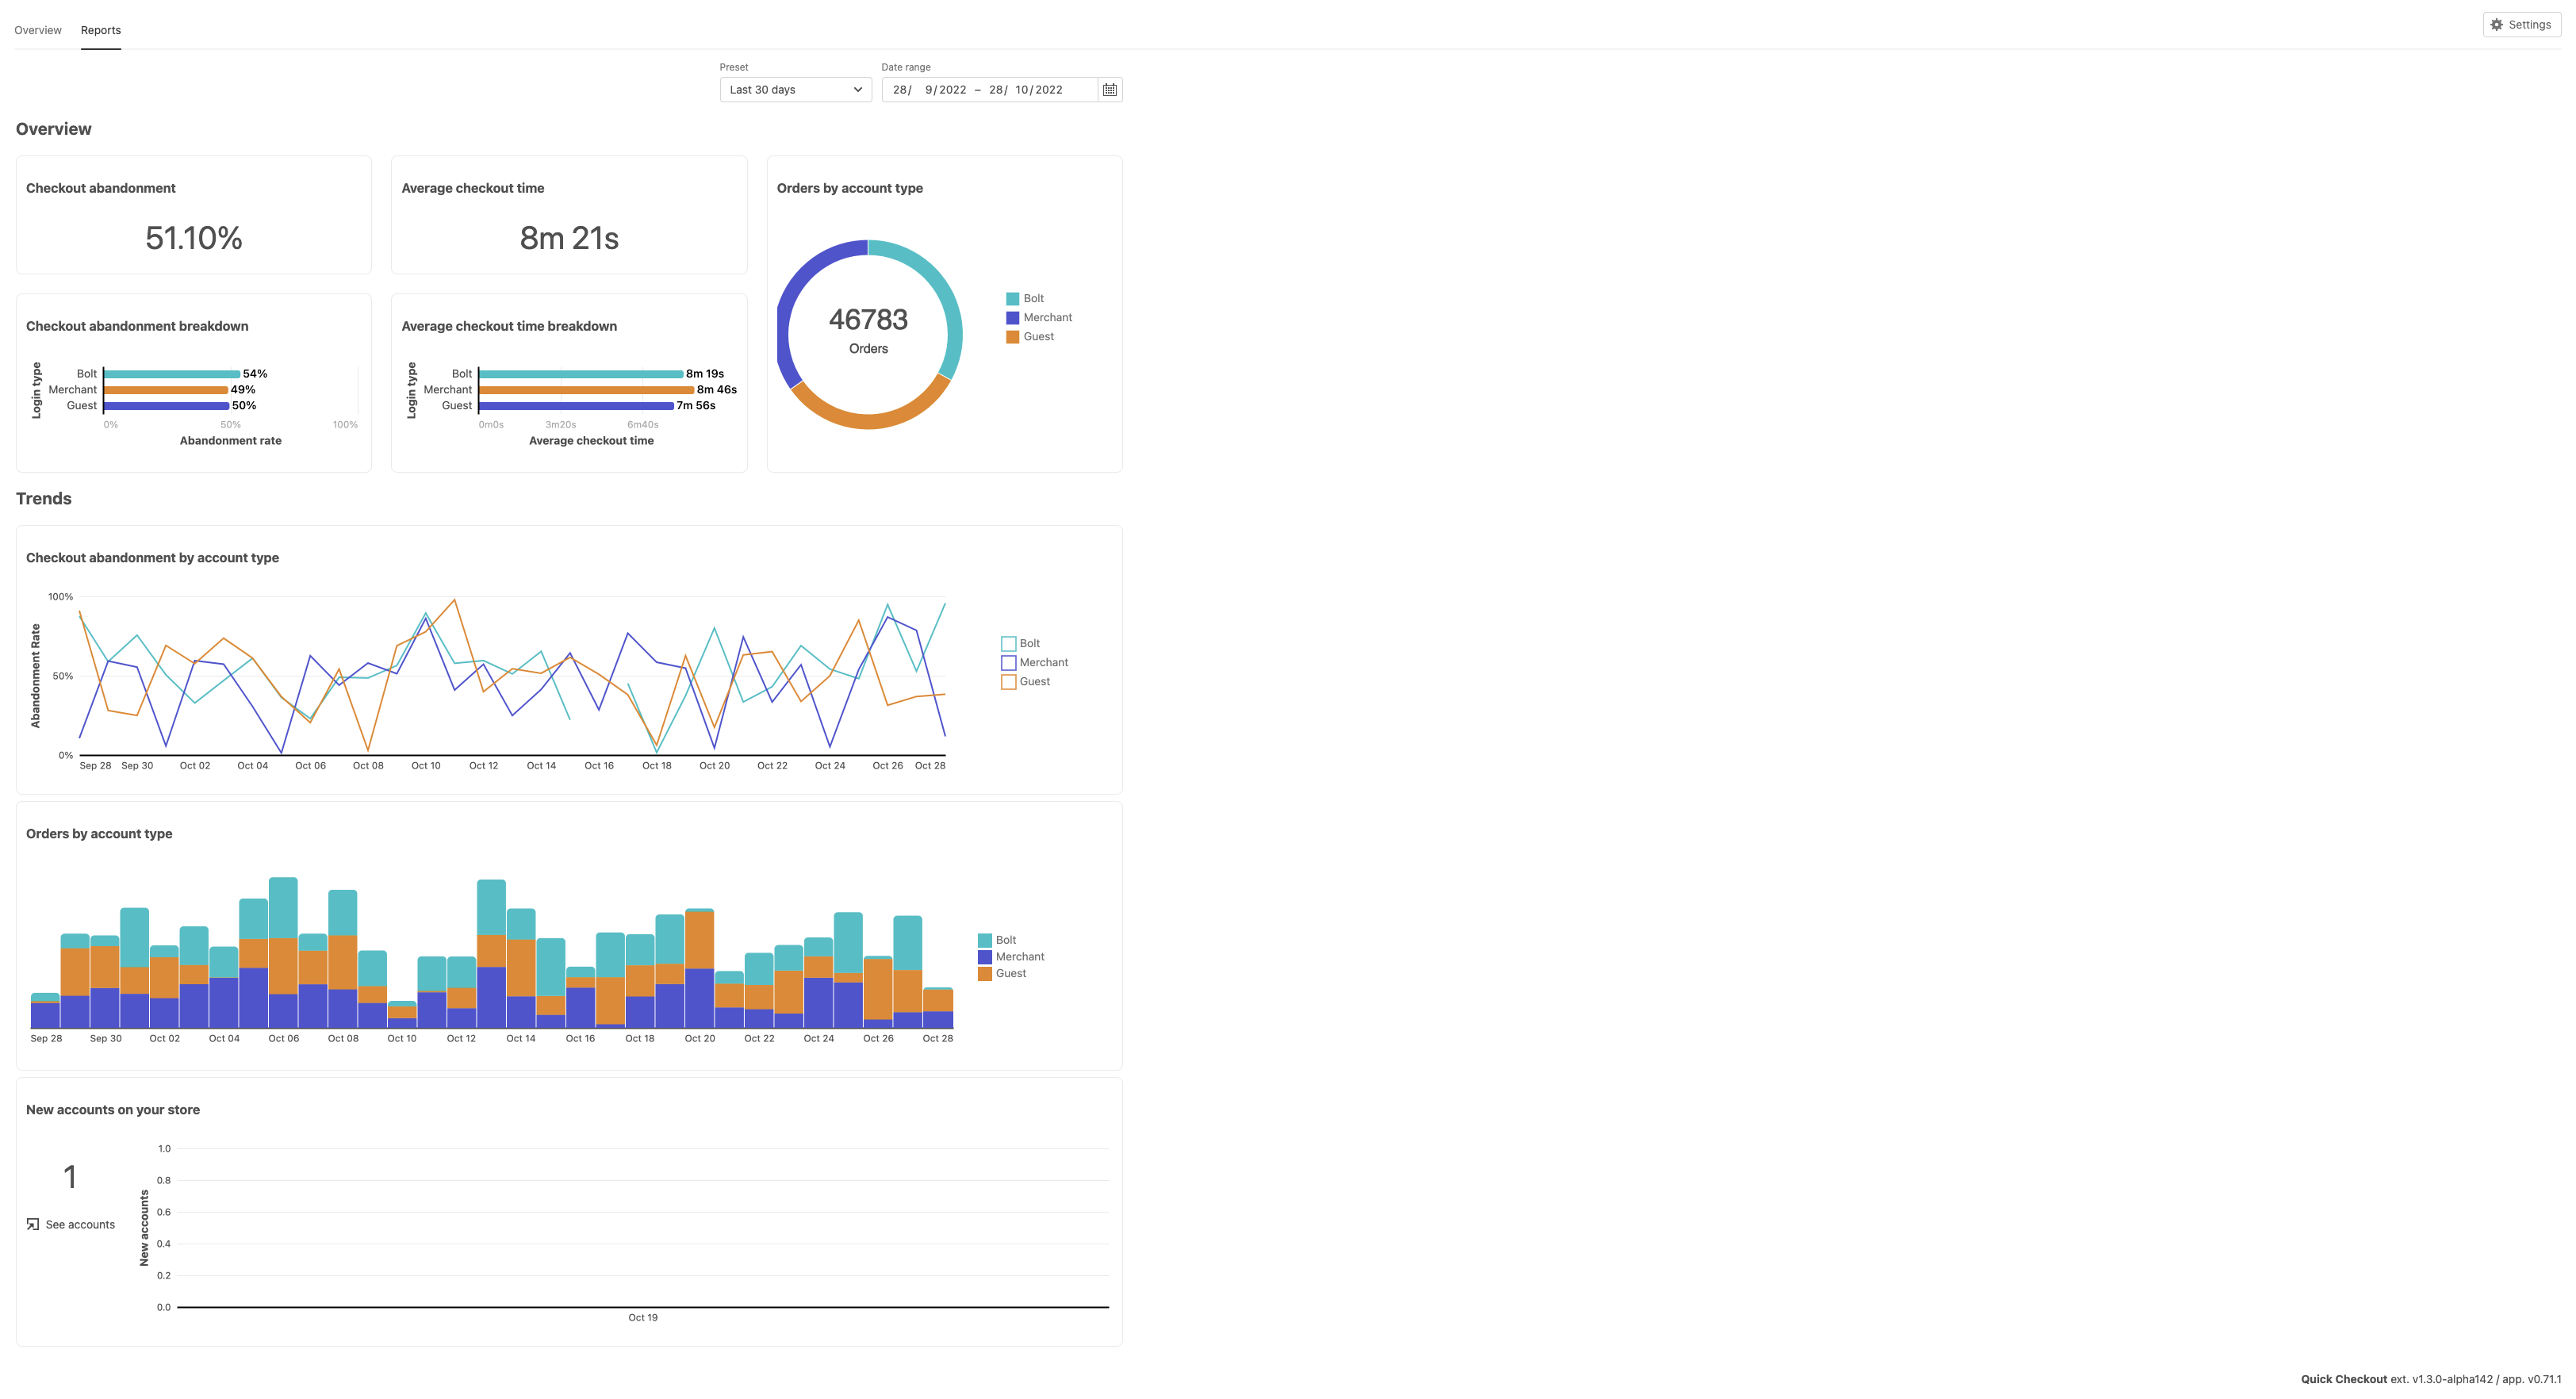 Overview
Reports
Settings
Preset
Date range
Last 30 days
28/ 9/2022 – 28/ 10/2022
Overview
Checkout abandonment
51.10%
Average checkout time
8m 21s
Orders by account type
46783
Orders
Bolt
Merchant
Guest
Checkout abandonment breakdown
Login type
Bolt 54%
Merchant 49%
Guest 50%
0% 50% 100%
Abandonment rate
Average checkout time breakdown
Login type
Bolt 8m 19s
Merchant 8m 46s
Guest 7m 56s
0m0s 3m20s 6m40s
Average checkout time
Trends
Checkout abandonment by account type
Abandonment Rate
100%
50%
0%
Sep 28 Sep 30 Oct 02 Oct 04 Oct 06 Oct 08 Oct 10 Oct 12 Oct 14 Oct 16 Oct 18 Oct 20 Oct 22 Oct 24 Oct 26 Oct 28
Bolt
Merchant
Guest
Orders by account type
Sep 28 Sep 30 Oct 02 Oct 04 Oct 06 Oct 08 Oct 10 Oct 12 Oct 14 Oct 16 Oct 18 Oct 20 Oct 22 Oct 24 Oct 26 Oct 28
Bolt
Merchant
Guest
New accounts on your store
1
See accounts
New accounts
1.0
0.8
0.6
0.4
0.2
0.0
Oct 19
Quick Checkout ext. v1.3.0-alpha142 / app. v0.71.1